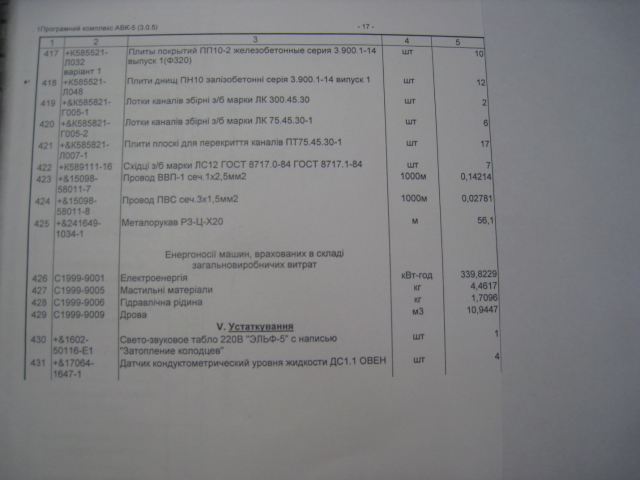 Програмний комплекс АВК-5 (3.0.5) - 17 -
1 2 3 4 5
417 +К585521-Л032 варіант 1 Плиты покрытий ПП10-2 железобетонные серия 3.900.1-14 выпуск 1(Ф320) шт 10
418 +К585521-Л048 Плити днищ ПН10 залізобетонні серія 3.900.1-14 випуск 1 шт 12
419 +&К585821-Г005-1 Лотки каналів збірні з/б марки ЛК 300.45.30 шт 2
420 +&К585821-Г005-2 Лотки каналів збірні з/б марки ЛК 75.45.30-1 шт 6
421 +&К585821-Л007-1 Плити плоскі для перекриття каналів ПТ75.45.30-1 шт 17
422 +К589111-16 Східці з/б марки ЛС12 ГОСТ 8717.0-84 ГОСТ 8717.1-84 шт 7
423 +&15098-58011-7 Провод ВВП-1 сеч.1х2,5мм2 1000м 0,14214
424 +&15098-58011-8 Провод ПВС сеч.3х1,5мм2 1000м 0,02781
425 +&241649-1034-1 Металорукав РЗ-Ц-Х20 м 56,1
Енергоносії машин, врахованих в складі
загальновиробничих витрат
426 С1999-9001 Електроенергія кВт-год 339,8229
427 С1999-9005 Мастильні матеріали кг 4,4617
428 С1999-9006 Гідравлічна рідина кг 1,7096
429 С1999-9009 Дрова м3 10,9447
V. Устаткування
430 +&1602-50116-Е1 Свето-звуковое табло 220В "ЭЛЬФ-5" с написью "Затопление колодцев" шт 1
431 +&17064-1647-1 Датчик кондуктометрический уровня жидкости ДС1.1 ОВЕН шт 4